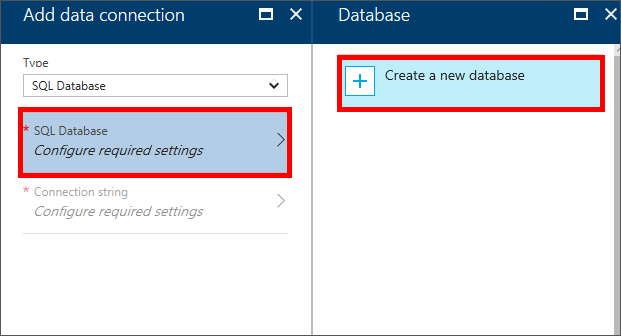 Add data connection
Type
SQL Database
* SQL Database
Configure required settings
* Connection string
Configure required settings
Database
Create a new database